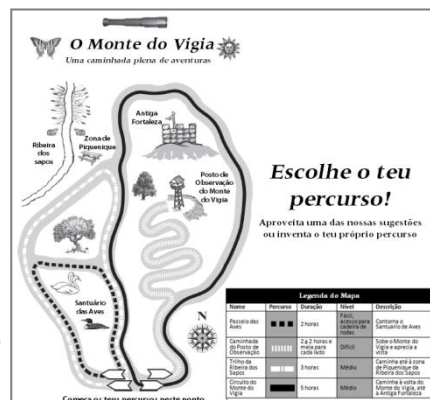 O Monte do Vigia
Uma caminhada plena de aventuras
Antiga
Fortaleza
Ribeira
dos
sapos
Zona de
Piquenique
Posto de
Observação
do Monte
do Vigia
Escolhe o teu
percurso!
Aproveita uma das nossas sugestões
ou inventa o teu próprio percurso
Santuário
das Aves
N
Legenda do Mapa
Nome Percurso Duração Nível Descrição
Passeio das Aves 2 horas Fácil, Acesso para cadeira de rodas Contorna o Santuário de Aves
Caminhada do Posto de Observação 2 a 2 horas e meia para cada lado Difícil Sobe o Monte do Vigia e aprecia a vista
Trilho da Ribeira dos Sapos 3 horas Médio Caminha até à zona de Piquenique da Ribeira dos Sapos
Circuito do Monte do Vigia 5 horas Médio Caminha à volta do Monte do Vigia, até à Antiga Fortaleza
Começa os teus percursos neste ponto